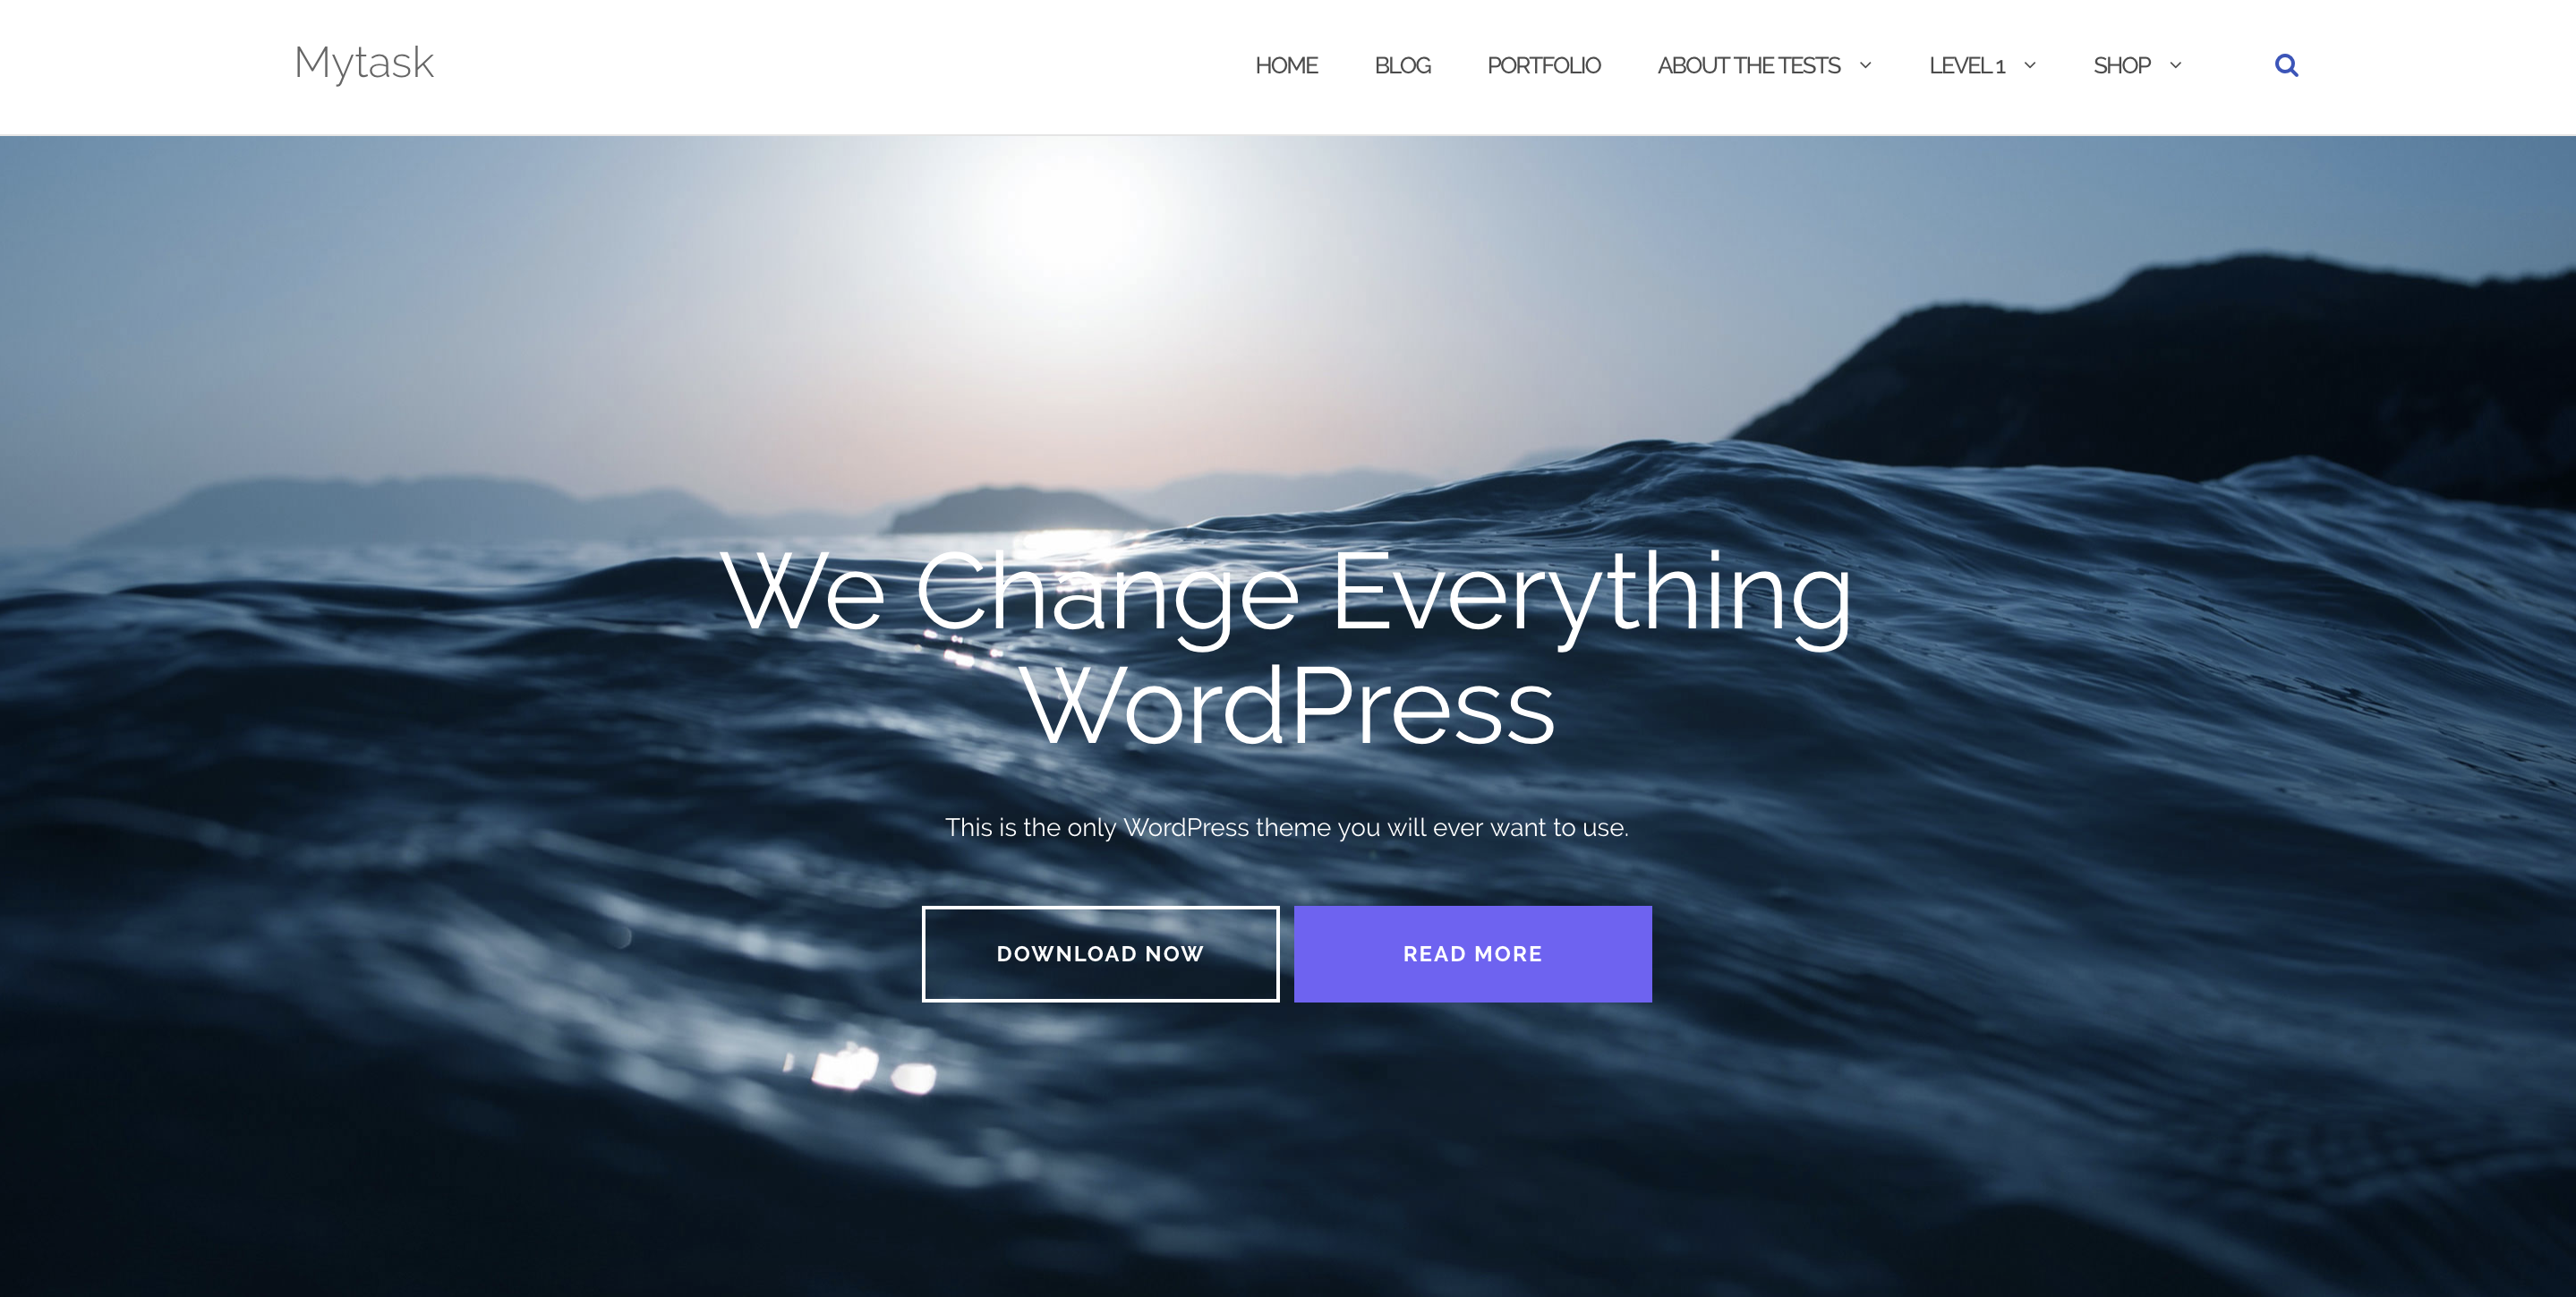 Mytask
HOME BLOG PORTFOLIO ABOUT THE TESTS LEVEL 1 SHOP
We Change Everything
WordPress
This is the only WordPress theme you will ever want to use.
DOWNLOAD NOW READ MORE